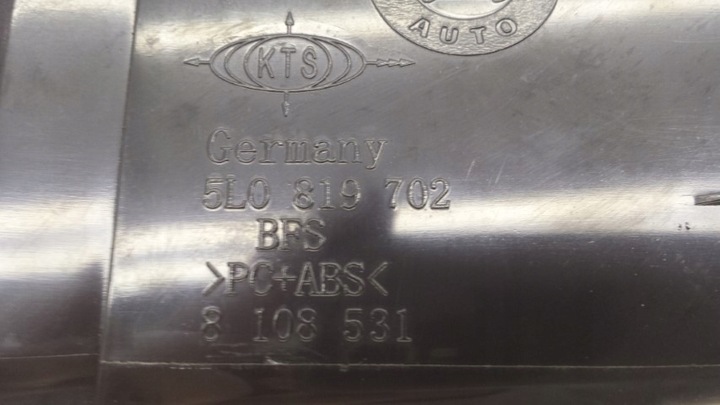 AUTO
KTS
Germany
5L0 819 702
BFS
>PC+ABS<
8 108 531